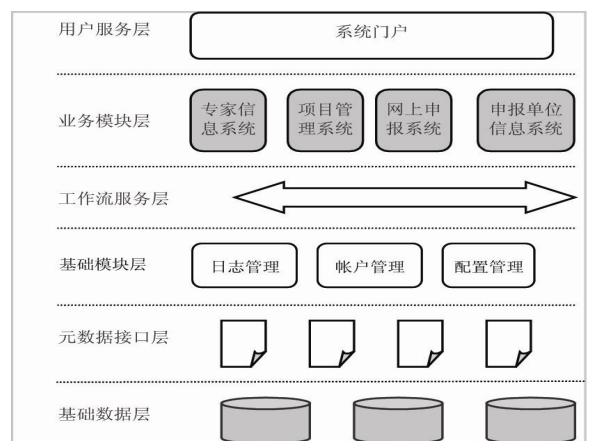 用户服务层
系统门户
业务模块层
专家信
息系统
项目管
理系统
网上申
报系统
申报单位
信息系统
工作流服务层
基础模块层
日志管理
帐户管理
配置管理
元数据接口层
基础数据层